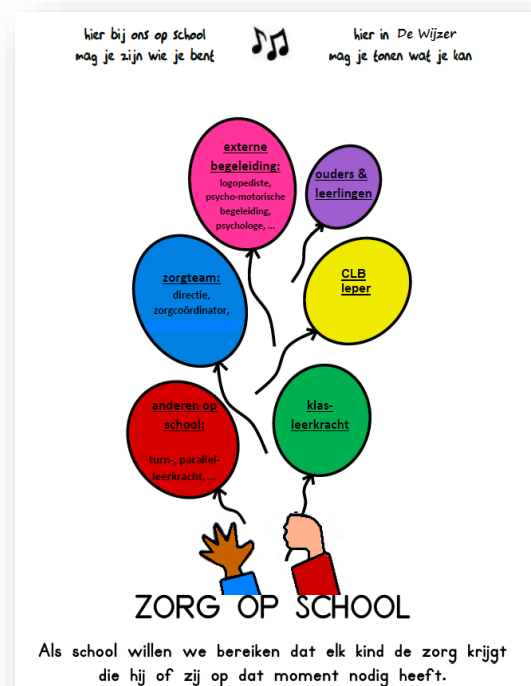 hier bij ons op school
mag je zijn wie je bent
hier in De Wijzer
mag je tonen wat je kan
externe
begeleiding:
logopediste,
psycho-motorische
begeleiding,
psychologe, ...
ouders &
leerlingen
zorgteam:
directie,
zorgcoördinator,
CLB
Ieper
anderen op
school:
turn-, parallel-
leerkracht, ...
klas-
leerkracht
ZORG OP SCHOOL
Als school willen we bereiken dat elk kind de zorg krijgt
die hij of zij op dat moment nodig heeft.